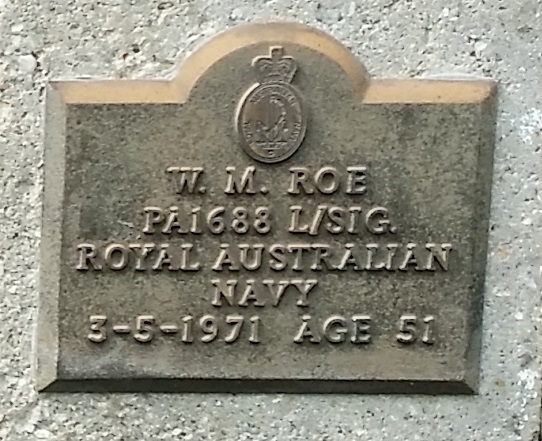 W. M. ROE
PA1688 L/SIG.
ROYAL AUSTRALIAN
NAVY
3-5-1971 AGE 51